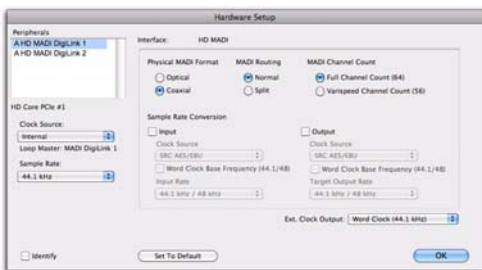 Hardware Setup
Peripherals
A HD MADI DigiLink 1
A HD MADI DigiLink 2
Interface: HD MADI
Physical MADI Format
Optical
Coaxial
MADI Routing
Normal
Split
MADI Channel Count
Full Channel Count (64)
Varispeed Channel Count (56)
HD Core PCIe #1
Clock Source:
Internal
Loop Master: MADI DigiLink 1
Sample Rate:
44.1 kHz
Sample Rate Conversion
Input
Clock Source
SRC AES/EBU
Word Clock Base Frequency (44.1/48)
Input Rate
44.1 kHz / 48 kHz
Output
Clock Source
SRC AES/EBU
Word Clock Base Frequency (44.1/48)
Target Output Rate
44.1 kHz / 48 kHz
Ext. Clock Output: Word Clock (44.1 kHz)
Identify
Set To Default
OK